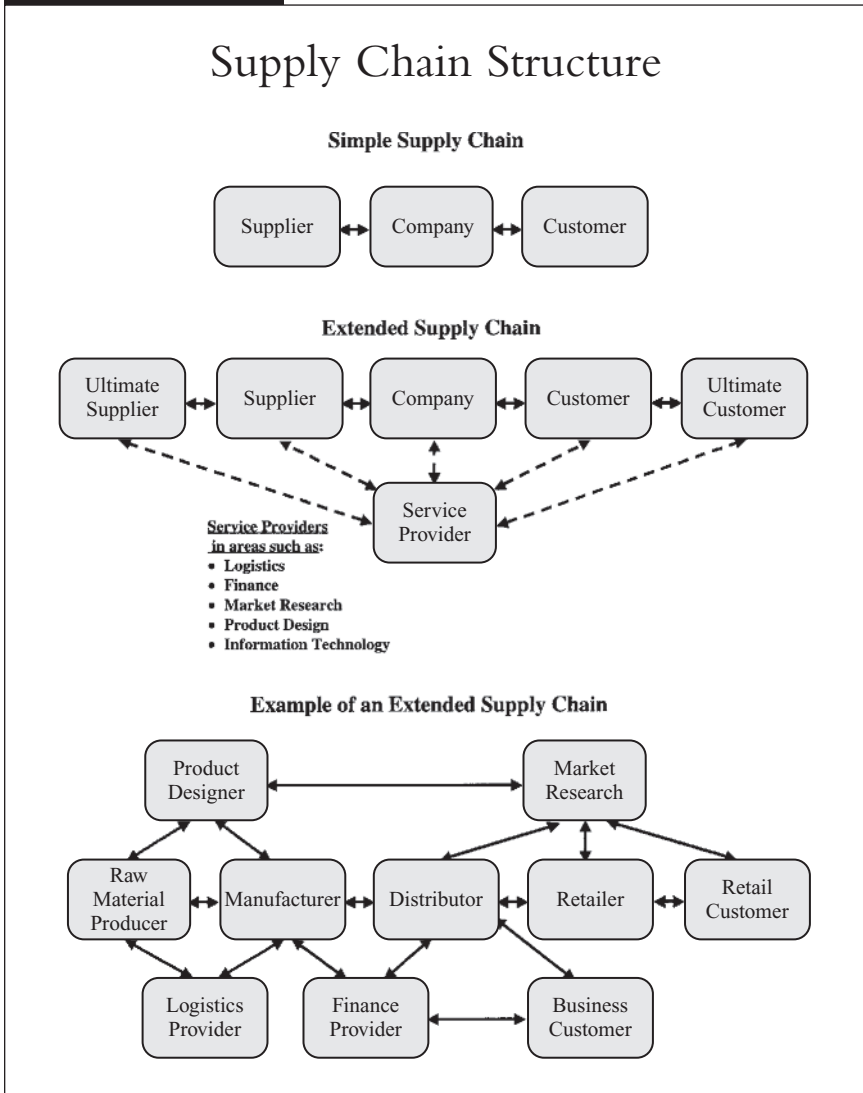 Supply Chain Structure
Simple Supply Chain
Supplier
Company
Customer
Extended Supply Chain
Ultimate
Supplier
Supplier
Company
Customer
Ultimate
Customer
Service
Provider
Service Providers
in areas such as:
• Logistics
• Finance
• Market Research
• Product Design
• Information Technology
Example of an Extended Supply Chain
Product
Designer
Market
Research
Raw
Material
Producer
Manufacturer
Distributor
Retailer
Retail
Customer
Logistics
Provider
Finance
Provider
Business
Customer